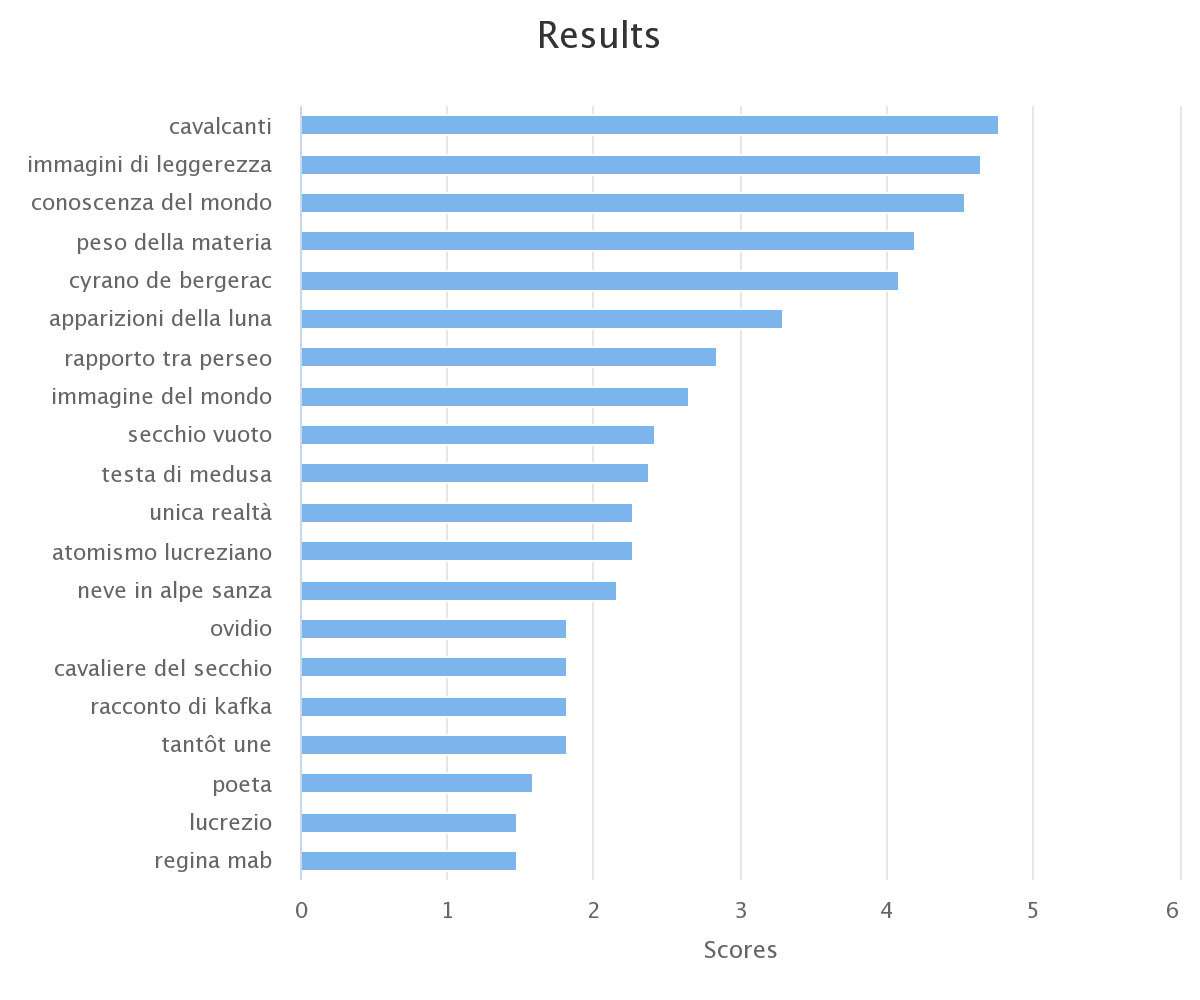 Results
cavalcanti
immagini di leggerezza
conoscenza del mondo
peso della materia
cyrano de bergerac
apparizioni della luna
rapporto tra perseo
immagine del mondo
secchio vuoto
testa di medusa
unica realtà
atomismo lucreziano
neve in alpe sanza
ovidio
cavaliere del secchio
racconto di kafka
tantôt une
poeta
lucrezio
regina mab
0 1 2 3 4 5 6
Scores